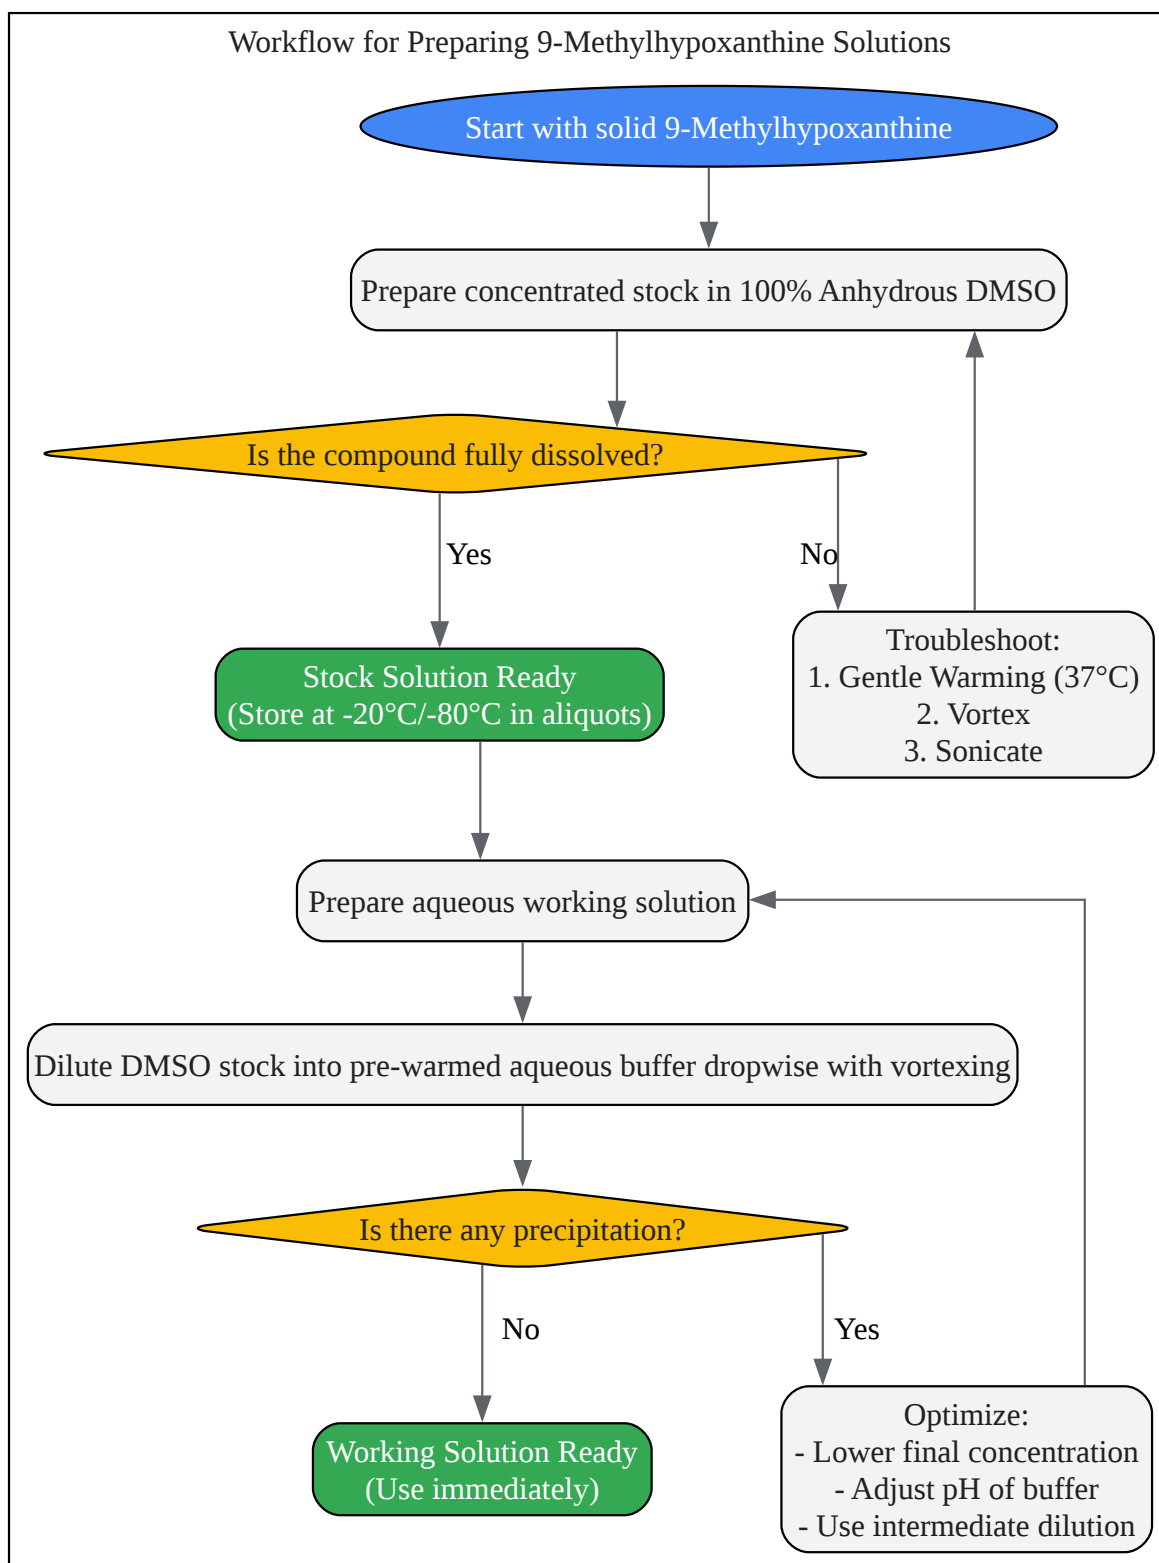 Workflow for Preparing 9-Methylhypoxanthine Solutions
Start with solid 9-Methylhypoxanthine
Prepare concentrated stock in 100% Anhydrous DMSO
Is the compound fully dissolved?
Yes
No
Troubleshoot:
1. Gentle Warming (37°C)
2. Vortex
3. Sonicate
Stock Solution Ready
(Store at -20°C/-80°C in aliquots)
Prepare aqueous working solution
Dilute DMSO stock into pre-warmed aqueous buffer dropwise with vortexing
Is there any precipitation?
No
Yes
Working Solution Ready
(Use immediately)
Optimize:
- Lower final concentration
- Adjust pH of buffer
- Use intermediate dilution